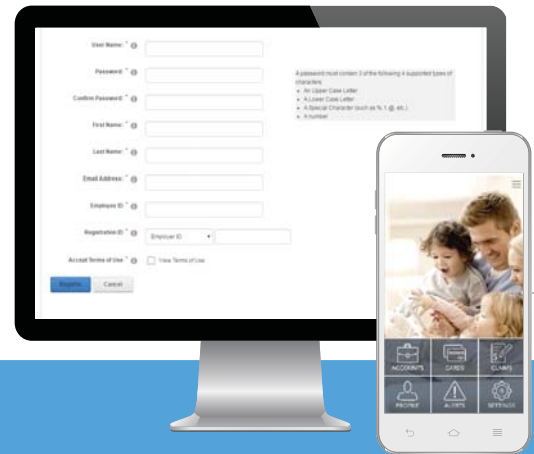 User Name: *
Password: *
Confirm Password: *
First Name: *
Last Name: *
Email Address: *
Employee ID: *
Registration ID: *
Employer ID
Accept Terms of Use *
View Terms of Use
Register
Cancel
A password must contain 3 of the following 4 supported types of
characters
• An Upper Case Letter
• A Lower Case Letter
• A Special Character (such as %, !, @, etc.)
• A number
ACCOUNTS
CARDS
CLAIMS
PROFILE
ALERTS
SETTINGS